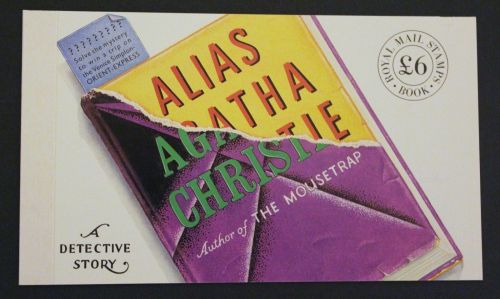 ?????????
Solve the mystery
to win a trip on
the Venice Simplon-
ORIENT-EXPRESS
ALIAS
AGATHA
CHRISTIE
Author of THE MOUSETRAP
ROYAL MAIL STAMPS
£6
· BOOK ·
A
DETECTIVE
STORY